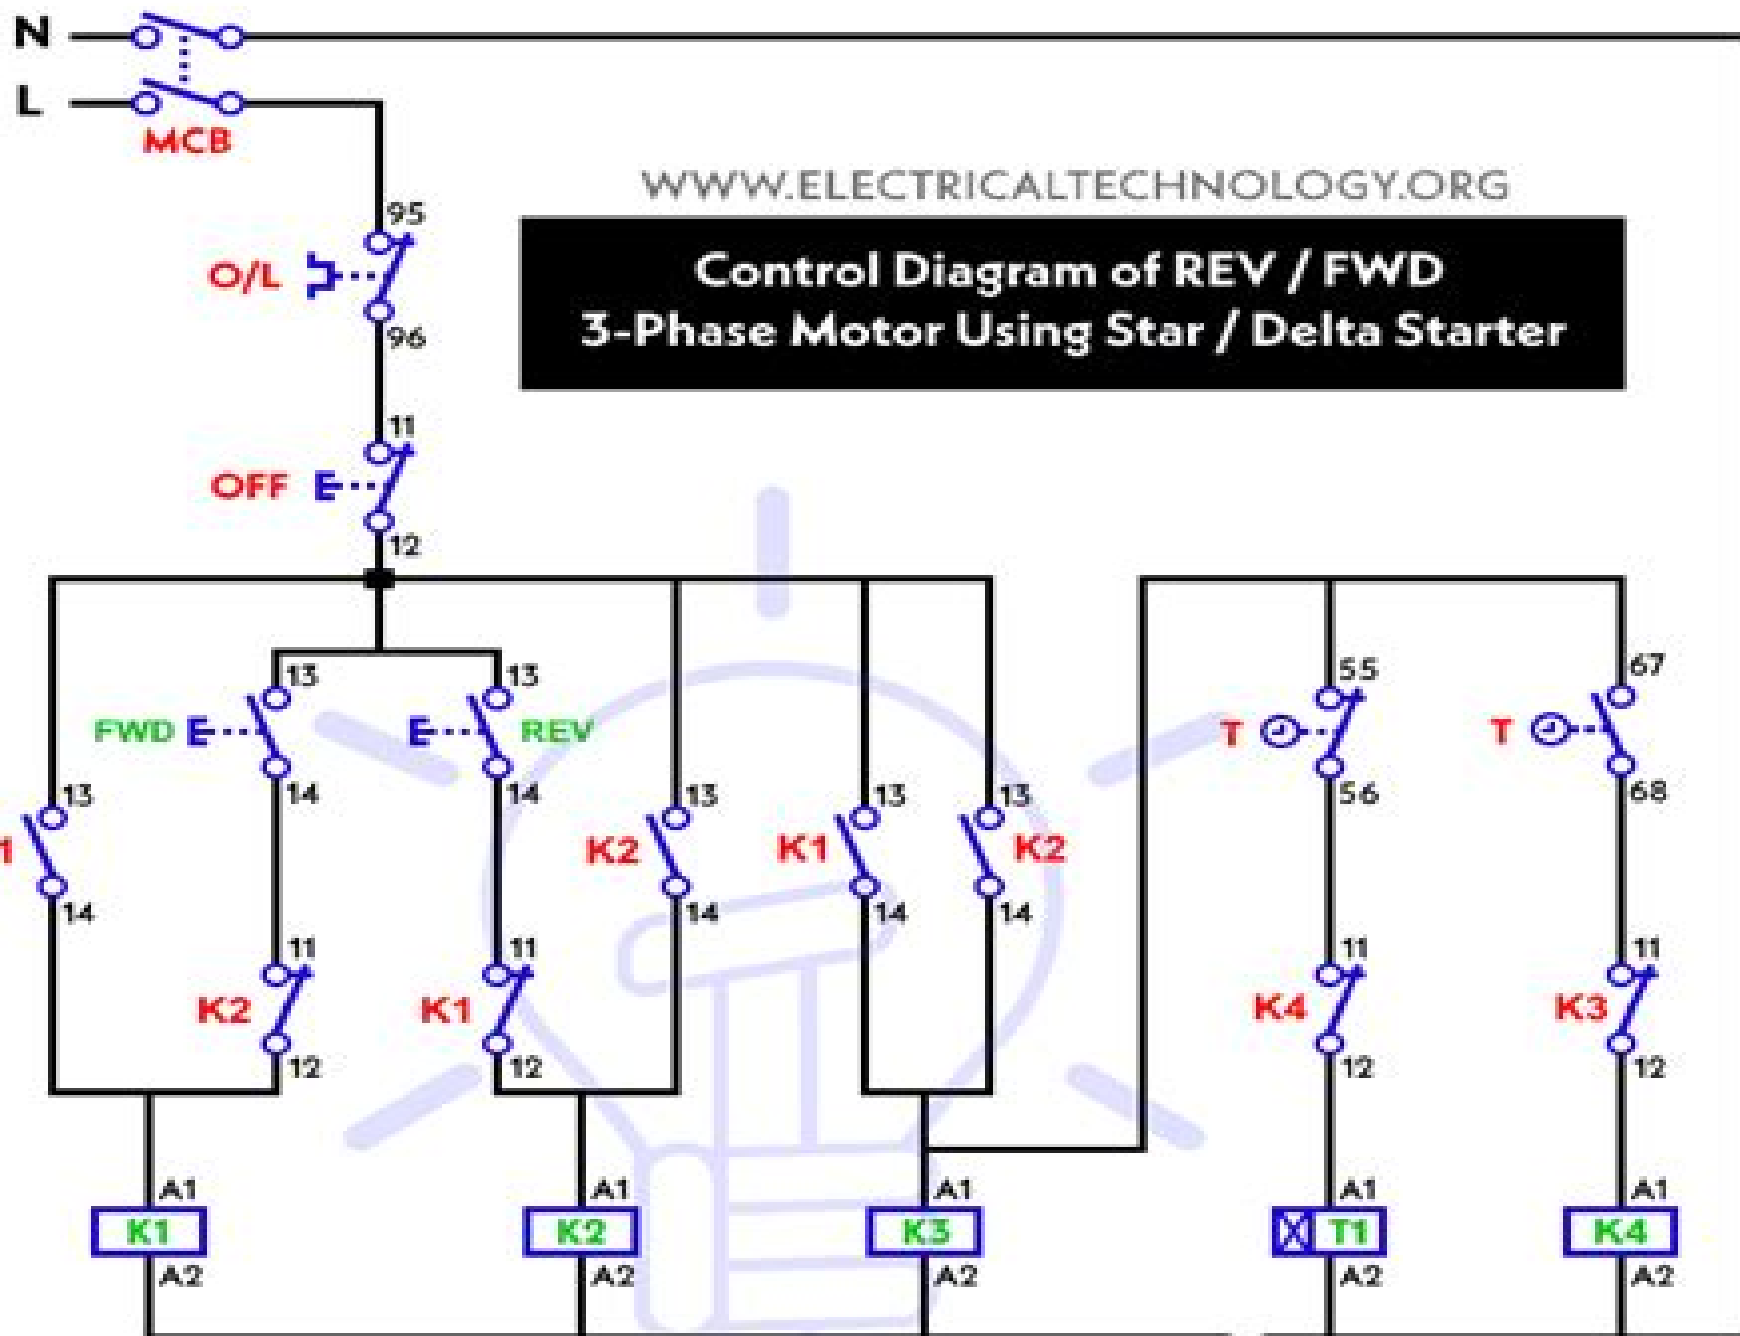 N
L
MCB
WWW.ELECTRICALTECHNOLOGY.ORG
Control Diagram of REV / FWD
3-Phase Motor Using Star / Delta Starter
95
O/L
96
11
OFF
12
13 13 55 67
FWD REV T T
14 14 56 68
13 13 13 13
1 K2 K1 K2
14 14 14 14
11 11 11 11
K2 K1 K4 K3
12 12 12 12
A1 A1 A1 A1 A1
K1 K2 K3 T1 K4
A2 A2 A2 A2 A2